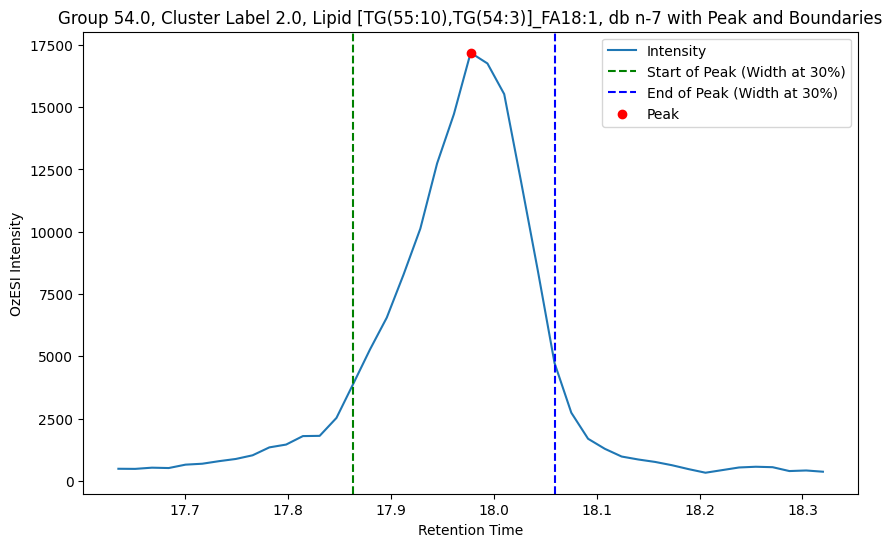 Group 54.0, Cluster Label 2.0, Lipid [TG(55:10),TG(54:3)]_FA18:1, db n-7 with Peak and Boundaries
17500
15000
12500
10000
7500
5000
2500
0
OzESI Intensity
Intensity
Start of Peak (Width at 30%)
End of Peak (Width at 30%)
Peak
17.7 17.8 17.9 18.0 18.1 18.2 18.3
Retention Time